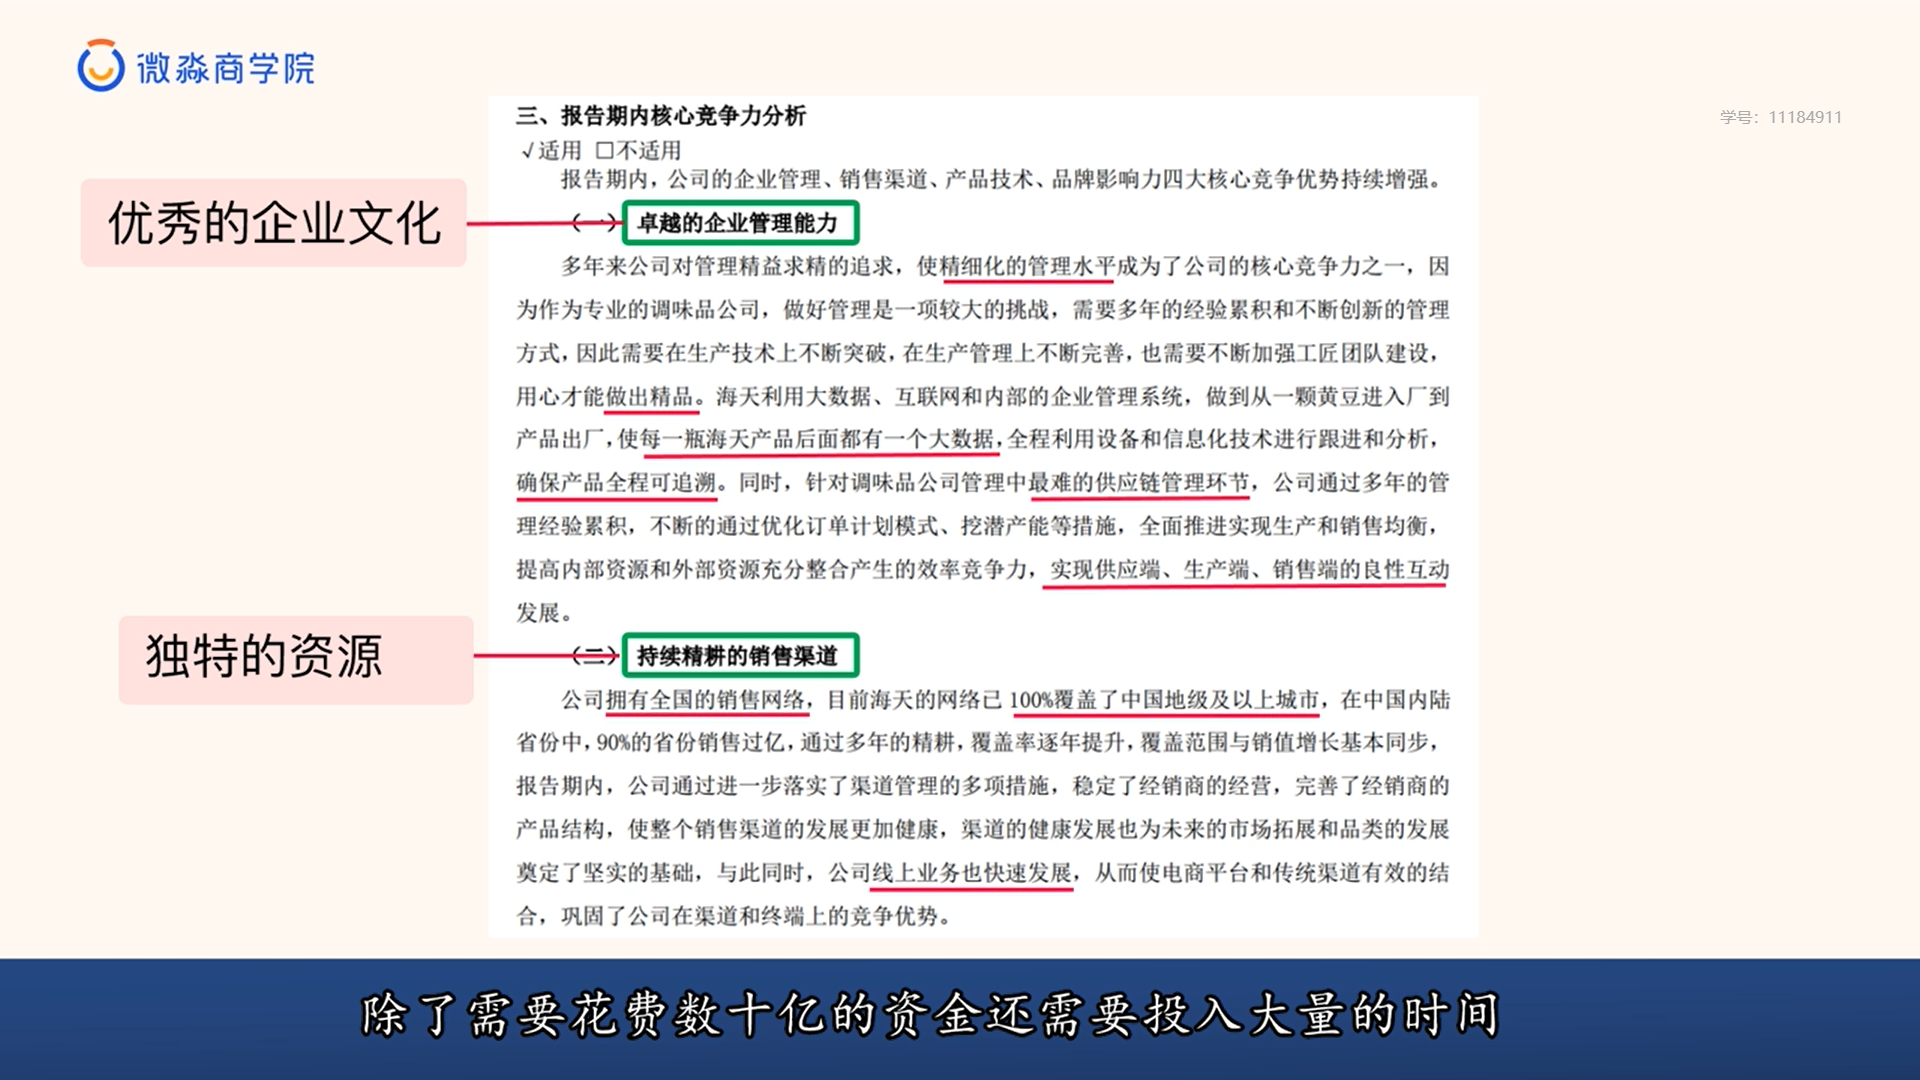 微淼商学院
学号：11184911
三、报告期内核心竞争力分析
√适用 □不适用
报告期内，公司的企业管理、销售渠道、产品技术、品牌影响力四大核心竞争优势持续增强。
优秀的企业文化
（一） 卓越的企业管理能力
多年来公司对管理精益求精的追求，使精细化的管理水平成为了公司的核心竞争力之一，因
为作为专业的调味品公司，做好管理是一项较大的挑战，需要多年的经验累积和不断创新的管理
方式，因此需要在生产技术上不断突破，在生产管理上不断完善，也需要不断加强工匠团队建设，
用心才能做出精品。海天利用大数据、互联网和内部的企业管理系统，做到从一颗黄豆进入厂到
产品出厂，使每一瓶海天产品后面都有一个大数据，全程利用设备和信息化技术进行跟进和分析，
确保产品全程可追溯。同时，针对调味品公司管理中最难的供应链管理环节，公司通过多年的管
理经验累积，不断的通过优化订单计划模式、挖潜产能等措施，全面推进实现生产和销售均衡，
提高内部资源和外部资源充分整合产生的效率竞争力，实现供应端、生产端、销售端的良性互动
发展。
独特的资源
（二） 持续精耕的销售渠道
公司拥有全国的销售网络，目前海天的网络已 100%覆盖了中国地级及以上城市，在中国内陆
省份中，90%的省份销售过亿，通过多年的精耕，覆盖率逐年提升，覆盖范围与销值增长基本同步，
报告期内，公司通过进一步落实了渠道管理的多项措施，稳定了经销商的经营，完善了经销商的
产品结构，使整个销售渠道的发展更加健康，渠道的健康发展也为未来的市场拓展和品类的发展
奠定了坚实的基础，与此同时，公司线上业务也快速发展，从而使电商平台和传统渠道有效的结
合，巩固了公司在渠道和终端上的竞争优势。
除了需要花费数十亿的资金还需要投入大量的时间